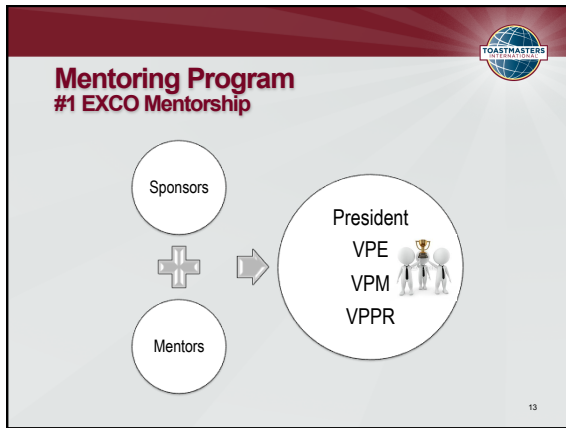 TOASTMASTERS
INTERNATIONAL
Mentoring Program
#1 EXCO Mentorship
Sponsors
Mentors
President
VPE
VPM
VPPR
13